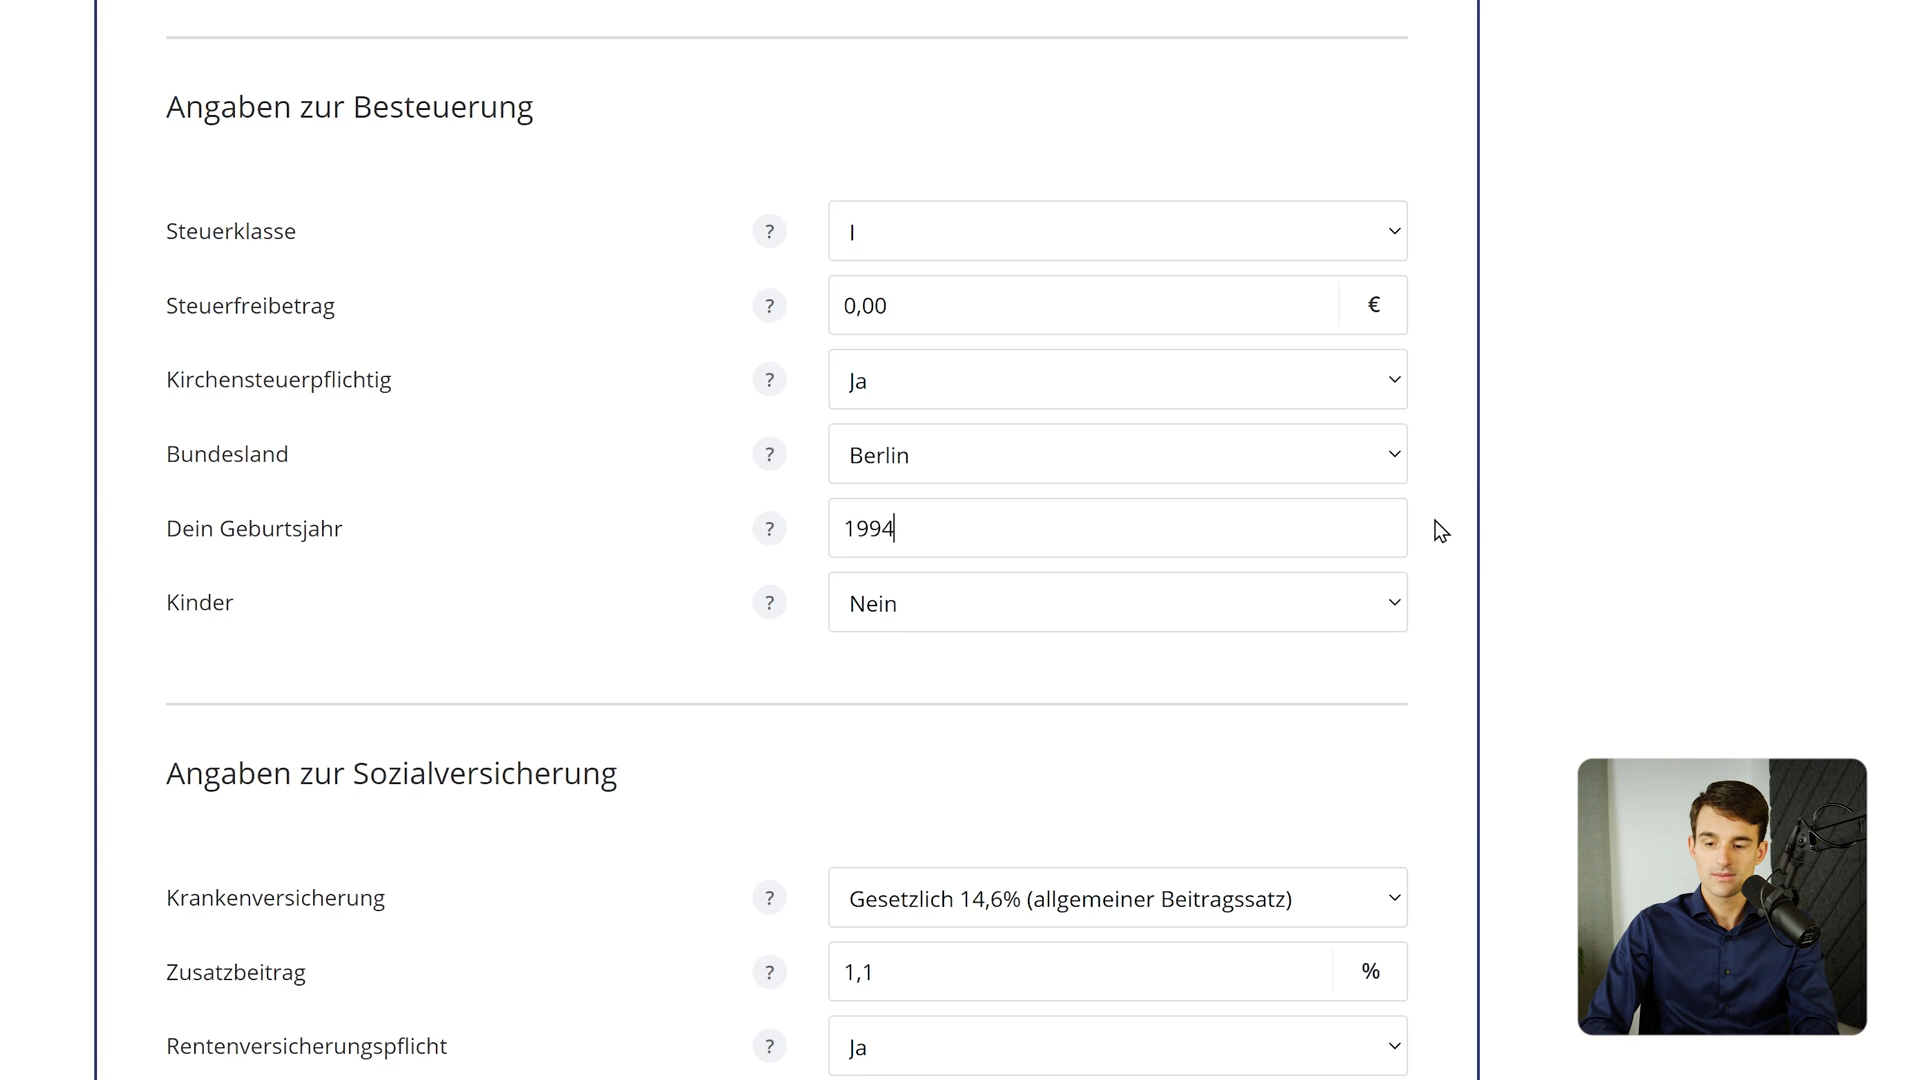 Angaben zur Besteuerung
Steuerklasse ? I
Steuerfreibetrag ? 0,00 €
Kirchensteuerpflichtig ? Ja
Bundesland ? Berlin
Dein Geburtsjahr ? 1994
Kinder ? Nein
Angaben zur Sozialversicherung
Krankenversicherung ? Gesetzlich 14,6% (allgemeiner Beitragssatz)
Zusatzbeitrag ? 1,1 %
Rentenversicherungspflicht ? Ja